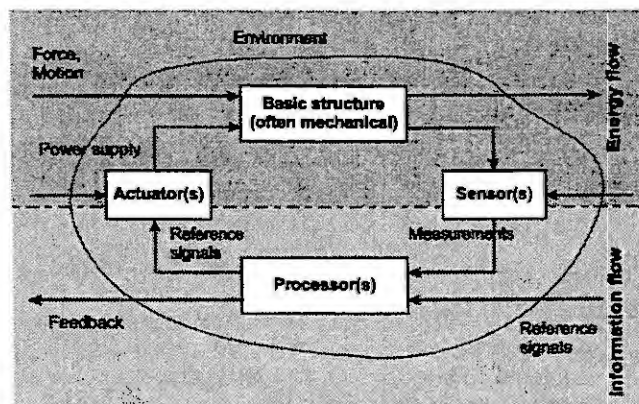 Environment
Force,
Motion
Basic structure
(often mechanical)
Energy flow
Power supply
Actuator(s)
Sensor(s)
Reference
signals
Measurements
Processor(s)
Feedback
Reference
signals
Information flow